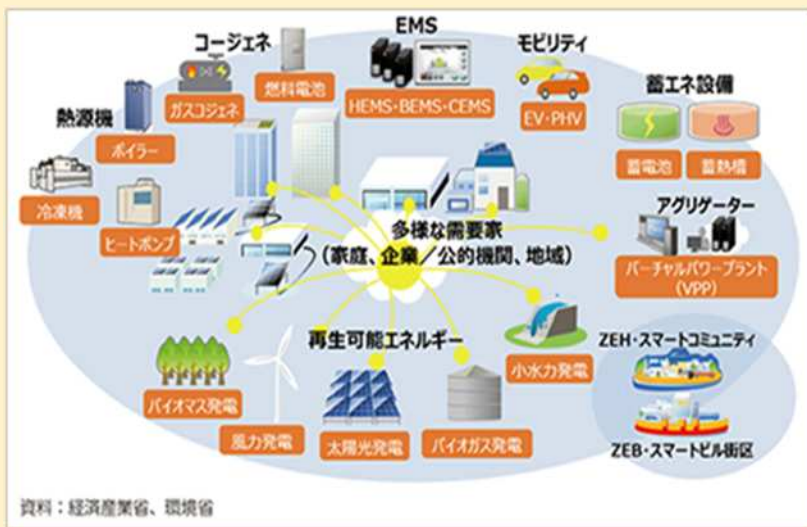 コージェネ
EMS
モビリティ
燃料電池
ガスコジェネ
HEMS・BEMS・CEMS
EV・PHV
蓄エネ設備
熱源機
ボイラー
蓄電池
蓄熱槽
冷凍機
ヒートポンプ
アグリゲーター
多様な需要家
(家庭、企業/公的機関、地域)
バーチャルパワープラント
(VPP)
再生可能エネルギー
小水力発電
ZEH・スマートコミュニティ
バイオマス発電
風力発電
太陽光発電
バイオガス発電
ZEB・スマートビル街区
資料:経済産業省、環境省